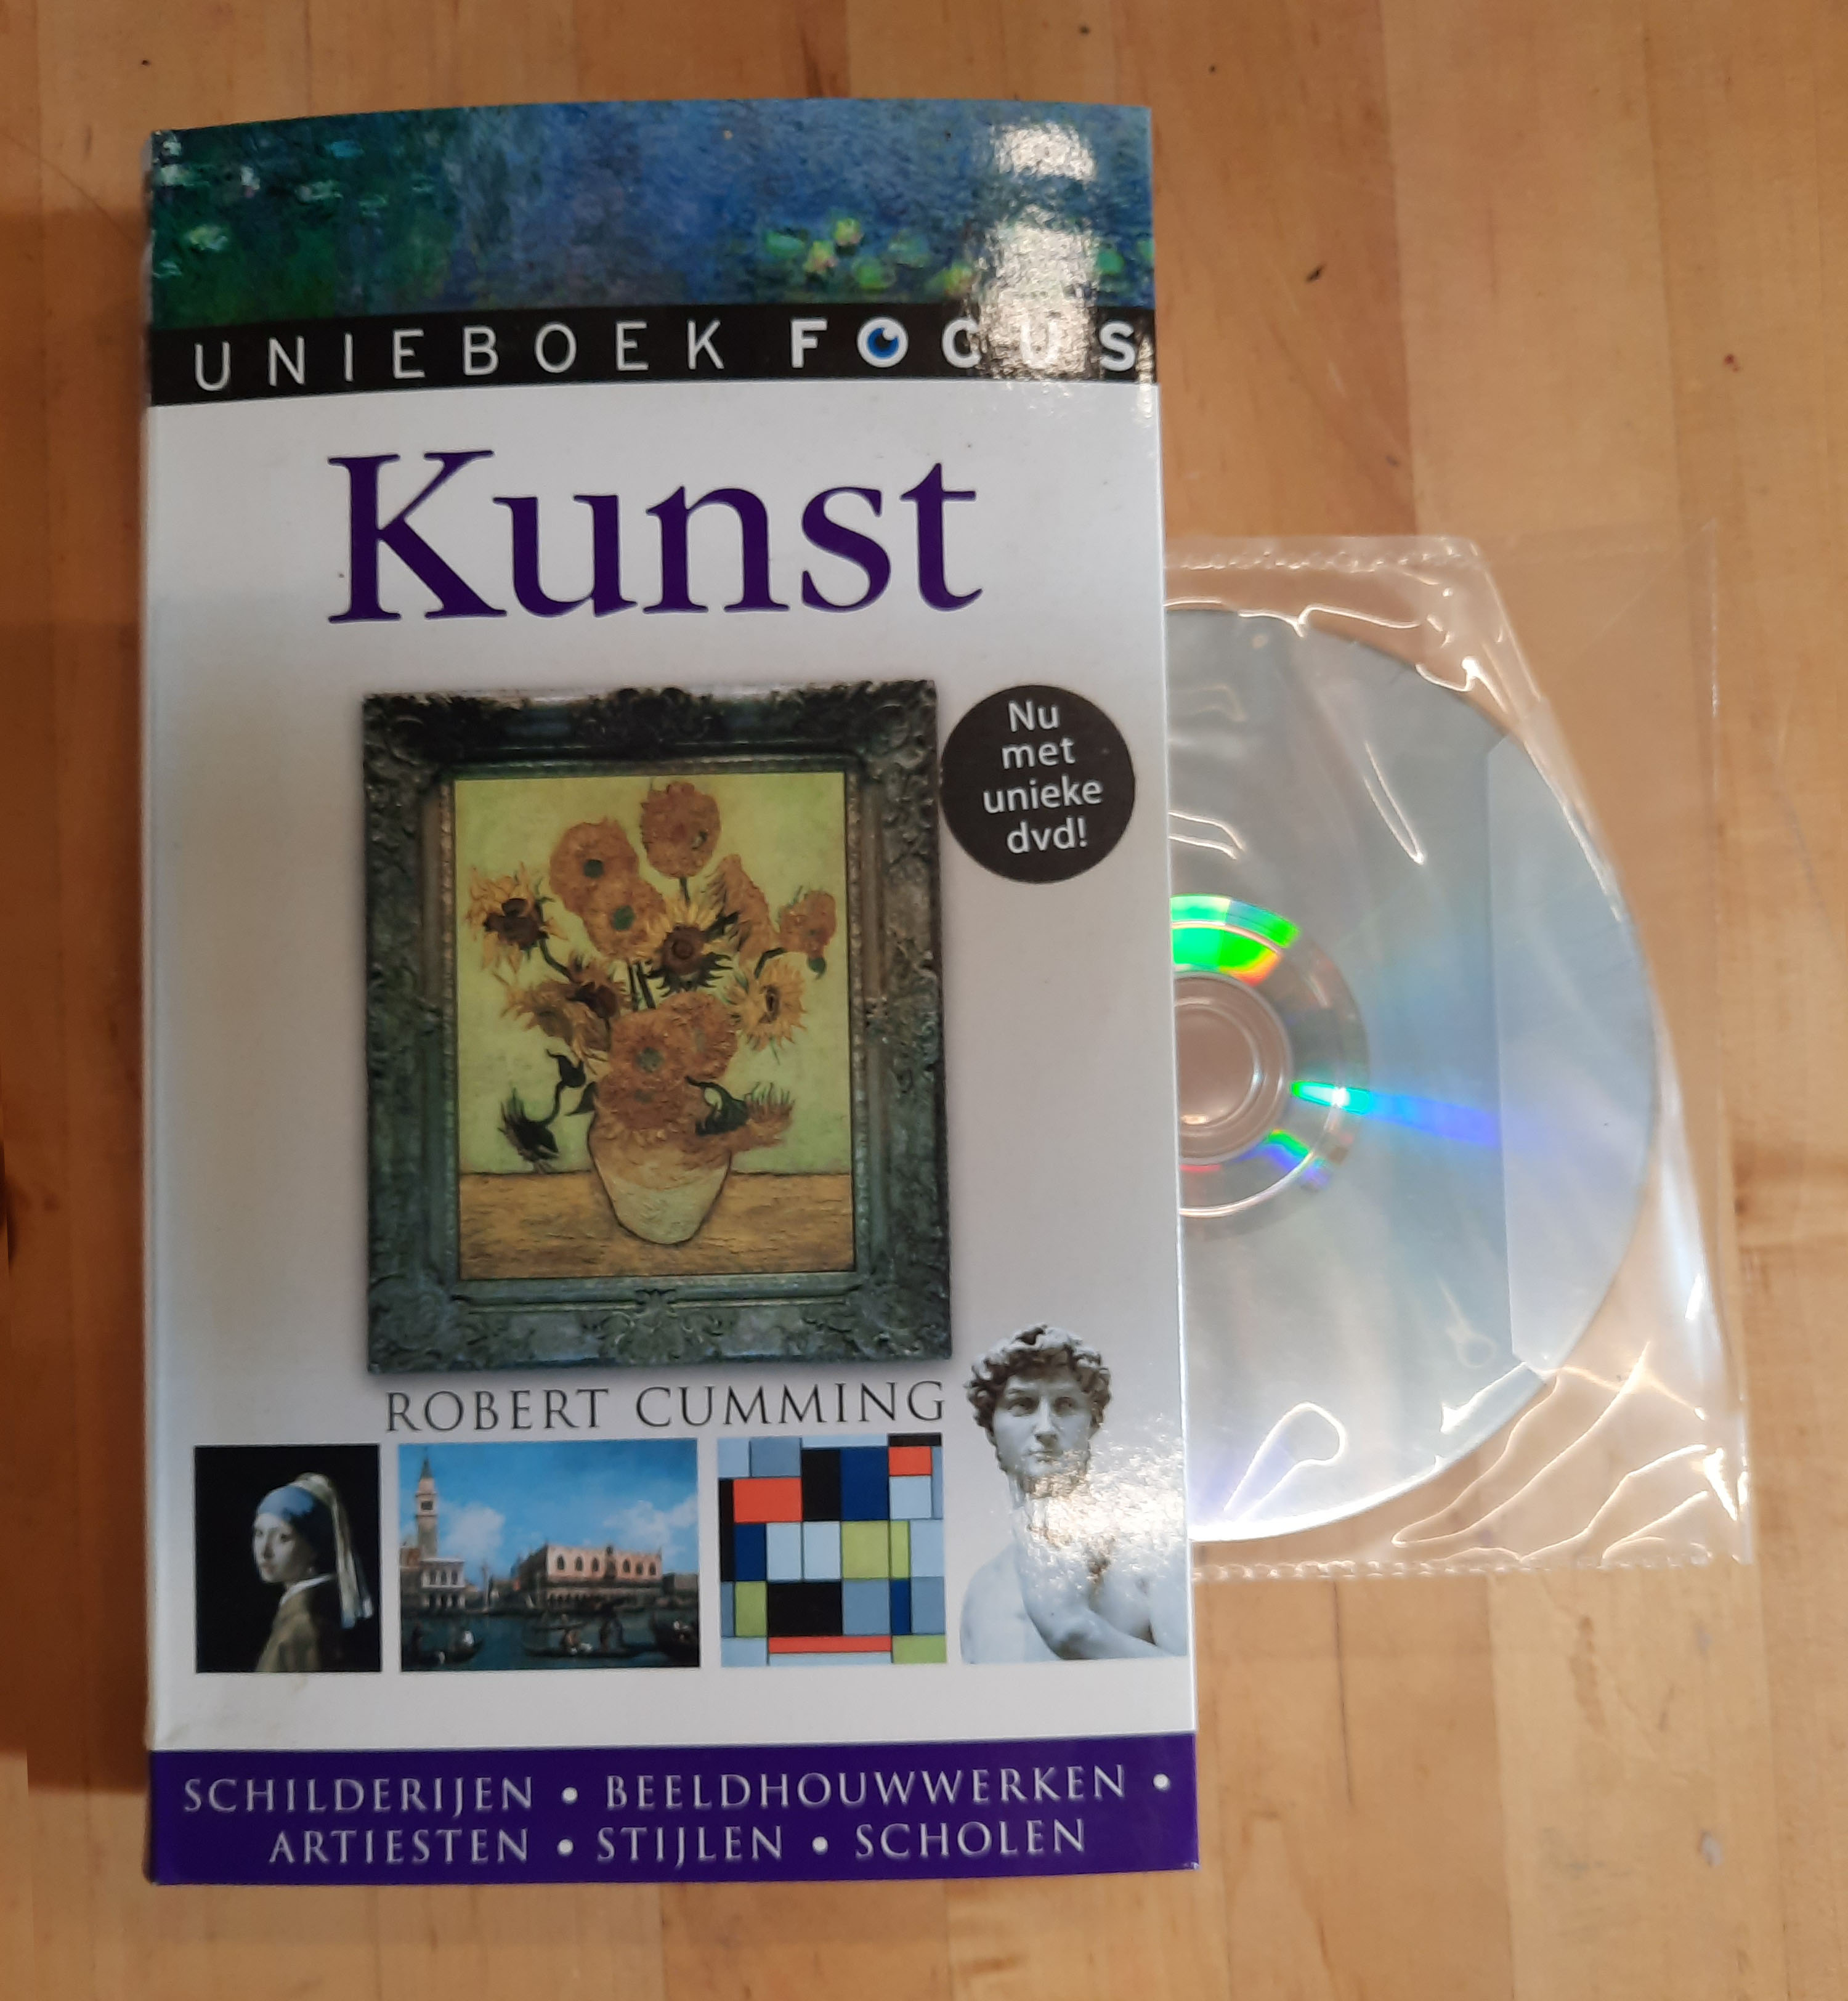 UNIEBOEK FOCUS
Kunst
Nu
met
unieke
dvd!
ROBERT CUMMING
SCHILDERIJEN • BEELDHOUWWERKEN •
ARTIESTEN • STIJLEN • SCHOLEN